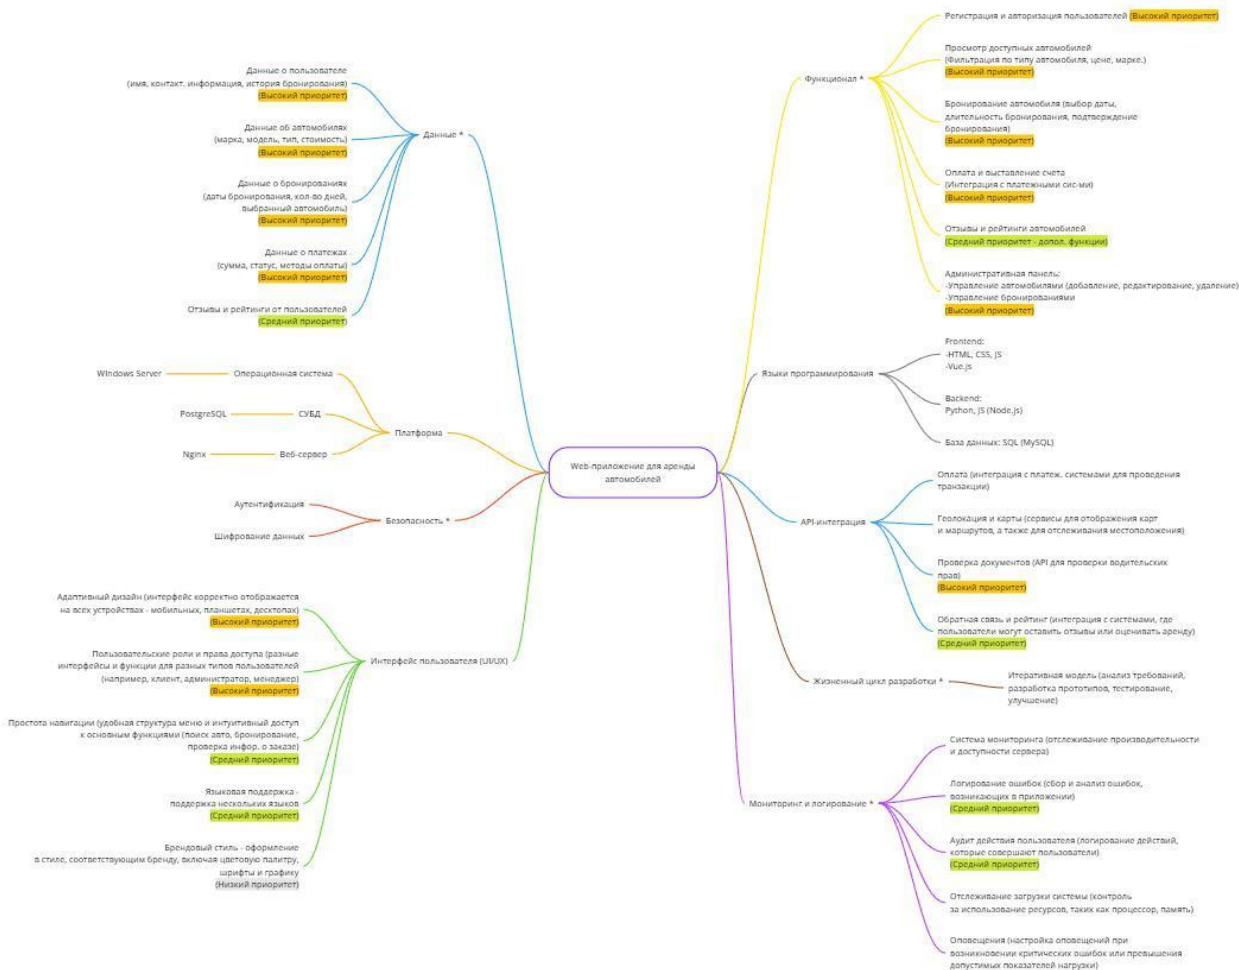 Web-приложение для аренды
автомобилей
Данные *
Данные о пользователе
(имя, контакт. информация, история бронирования)
(Высокий приоритет)
Данные об автомобилях
(марка, модель, тип, стоимость)
(Высокий приоритет)
Данные о бронированиях
(даты бронирования, кол-во дней,
выбранный автомобиль)
(Высокий приоритет)
Данные о платежах
(сумма, статус, методы оплаты)
(Высокий приоритет)
Отзывы и рейтинги от пользователей
(Средний приоритет)
Платформа
Операционная система
Windows Server
СУБД
PostgreSQL
Веб-сервер
Nginx
Безопасность *
Аутентификация
Шифрование данных
Интерфейс пользователя (UI/UX)
Адаптивный дизайн (интерфейс корректно отображается
на всех устройствах - мобильных, планшетах, десктопах)
(Высокий приоритет)
Пользовательские роли и права доступа (разные
интерфейсы и функции для разных типов пользователей
(например, клиент, администратор, менеджер)
(Высокий приоритет)
Простота навигации (удобная структура меню и интуитивный доступ
к основным функциями (поиск авто, бронирование,
проверка инфор. о заказе)
(Средний приоритет)
Языковая поддержка -
поддержка нескольких языков
(Средний приоритет)
Брендовый стиль - оформление
в стиле, соответствующим бренду, включая цветовую палитру,
шрифты и графику
(Низкий приоритет)
Функционал *
Регистрация и авторизация пользователей (Высокий приоритет)
Просмотр доступных автомобилей
(Фильтрация по типу автомобиля, цене, марке.)
(Высокий приоритет)
Бронирование автомобиля (выбор даты,
длительность бронирования, подтверждение
бронирования)
(Высокий приоритет)
Оплата и выставление счета
(Интеграция с платежными сис-ми)
(Высокий приоритет)
Отзывы и рейтинги автомобилей
(Средний приоритет - допол. функции)
Административная панель:
-Управление автомобилями (добавление, редактирование, удаление)
-Управление бронированиями
(Высокий приоритет)
Языки программирования
Frontend:
-HTML, CSS, JS
-Vue.js
Backend:
Python, JS (Node.js)
База данных: SQL (MySQL)
API-интеграция
Оплата (интеграция с платеж. системами для проведения
транзакции)
Геолокация и карты (сервисы для отображения карт
и маршрутов, а также для отслеживания местоположения)
Проверка документов (API для проверки водительских
прав)
(Высокий приоритет)
Обратная связь и рейтинг (интеграция с системами, где
пользователи могут оставить отзывы или оценивать аренду)
(Средний приоритет)
Жизненный цикл разработки *
Итеративная модель (анализ требований,
разработка прототипов, тестирование,
улучшение)
Мониторинг и логирование *
Система мониторинга (отслеживание производительности
и доступности сервера)
Логирование ошибок (сбор и анализ ошибок,
возникающих в приложении)
(Средний приоритет)
Аудит действия пользователя (логирование действий,
которые совершают пользователи)
(Средний приоритет)
Отслеживание загрузки системы (контроль
за использование ресурсов, таких как процессор, память)
Оповещения (настройка оповещений при
возникновении критических ошибок или превышения
допустимых показателей нагрузки)